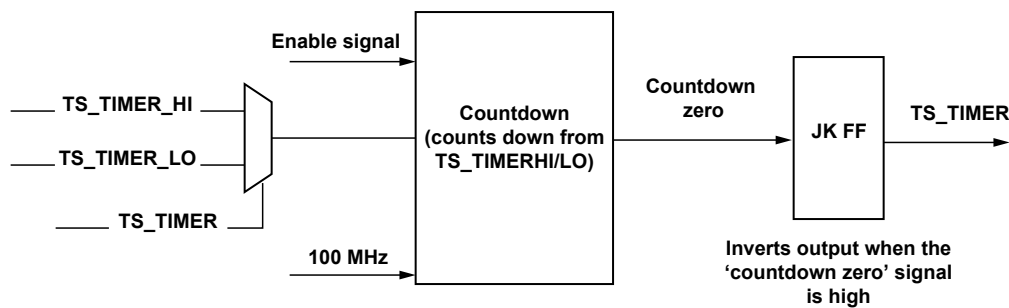 Enable signal
TS_TIMER_HI
TS_TIMER_LO
TS_TIMER
100 MHz
Countdown
(counts down from
TS_TIMERHI/LO)
Countdown
zero
JK FF
TS_TIMER
Inverts output when the
‘countdown zero’ signal
is high